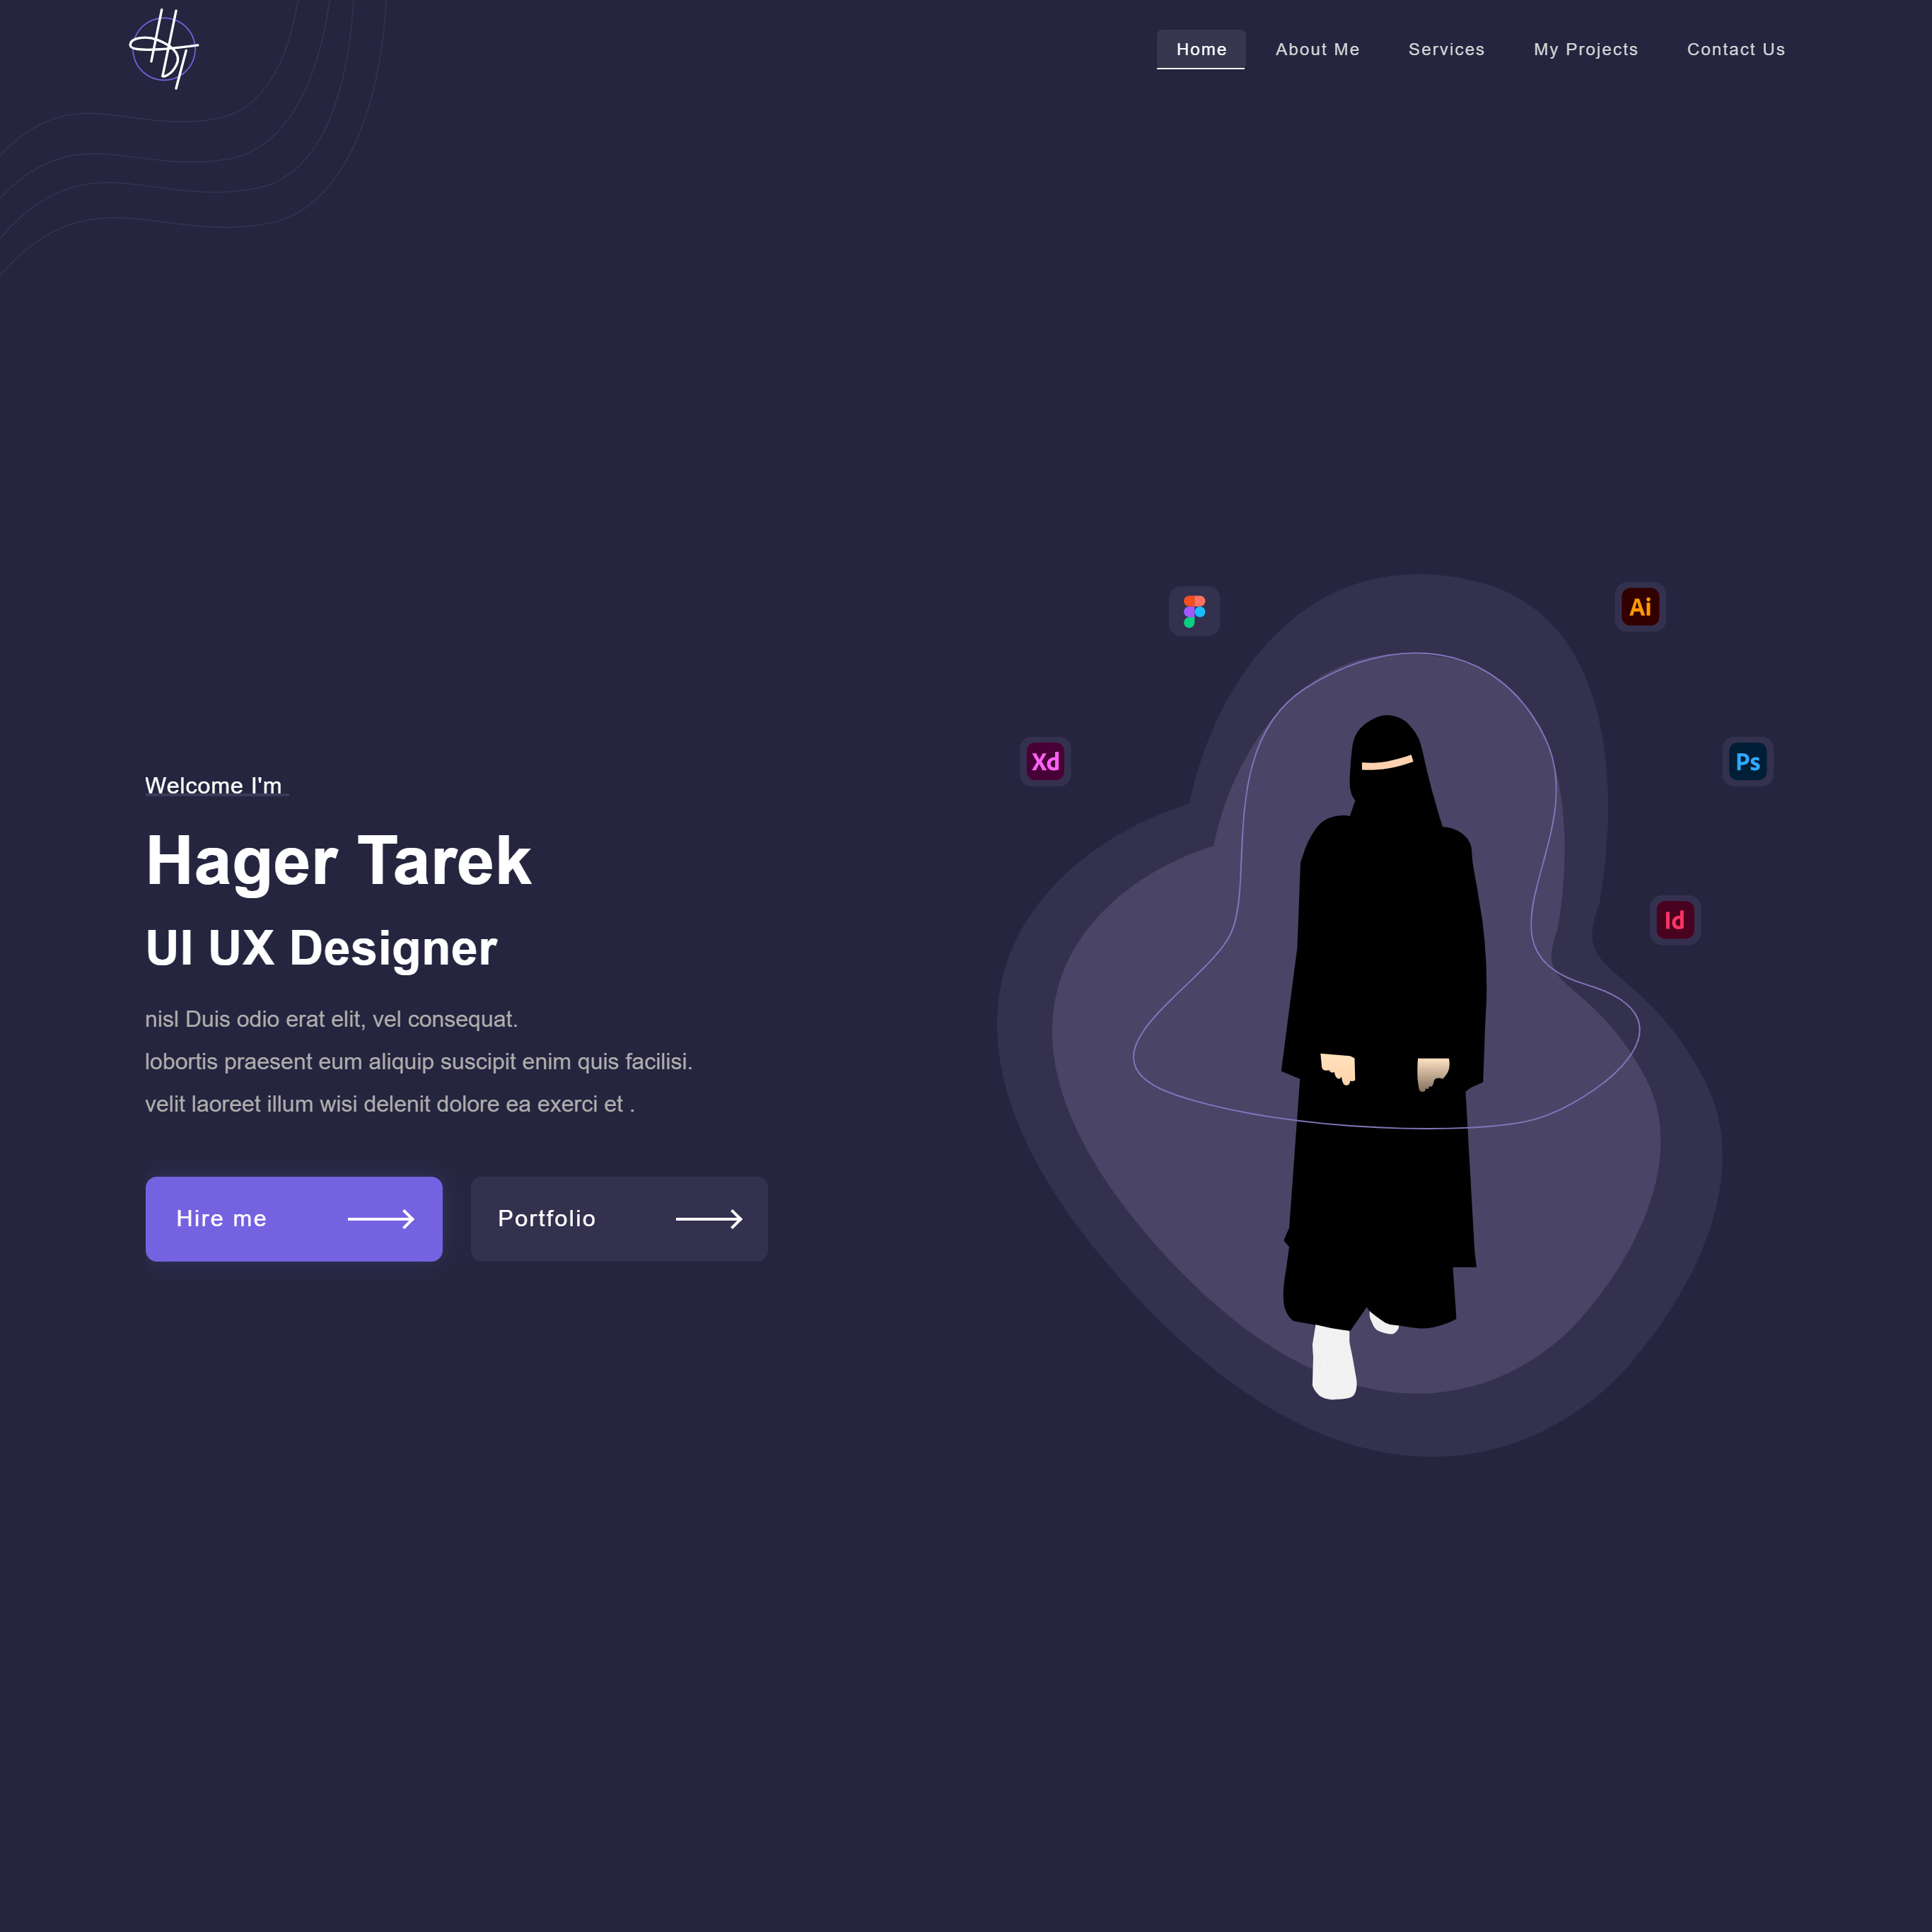 Home About Me Services My Projects Contact Us
Ai
Xd
Ps
Welcome I'm
Hager Tarek
Id
UI UX Designer
nisl Duis odio erat elit, vel consequat.
lobortis praesent eum aliquip suscipit enim quis facilisi.
velit laoreet illum wisi delenit dolore ea exerci et .
Hire me
Portfolio